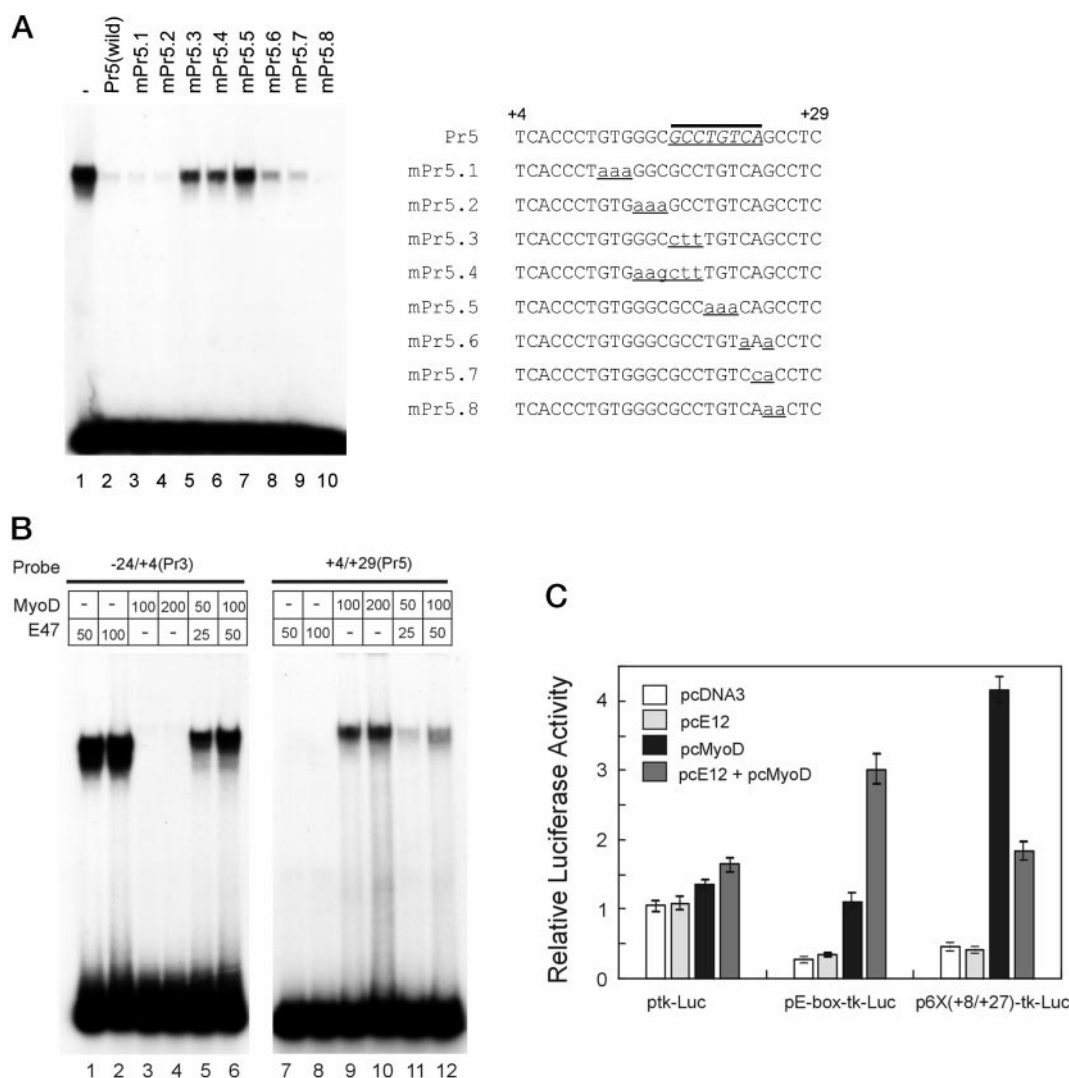 A
- Pr5(wild) mPr5.1 mPr5.2 mPr5.3 mPr5.4 mPr5.5 mPr5.6 mPr5.7 mPr5.8
1 2 3 4 5 6 7 8 9 10
+4 +29
Pr5 TCACCCTGTGGGCGCCTGTCAGCCTC
mPr5.1 TCACCCTaaaGGCGCCTGTCAGCCTC
mPr5.2 TCACCCTGTGaaaGCCTGTCAGCCTC
mPr5.3 TCACCCTGTGGGCcttTGTCAGCCTC
mPr5.4 TCACCCTGTGaagcttTGTCAGCCTC
mPr5.5 TCACCCTGTGGGCGCCaaaCAGCCTC
mPr5.6 TCACCCTGTGGGCGCCTGTaAaCCTC
mPr5.7 TCACCCTGTGGGCGCCTGTCcaCCTC
mPr5.8 TCACCCTGTGGGCGCCTGTCAaaCTC
B
Probe -24/+4(Pr3) +4/+29(Pr5)
MyoD - - 100 200 50 100 - - 100 200 50 100
E47 50 100 - - 25 50 50 100 - - 25 50
1 2 3 4 5 6 7 8 9 10 11 12
C
Relative Luciferase Activity
4
3
2
1
0
pcDNA3
pcE12
pcMyoD
pcE12 + pcMyoD
ptk-Luc pE-box-tk-Luc p6X(+8/+27)-tk-Luc